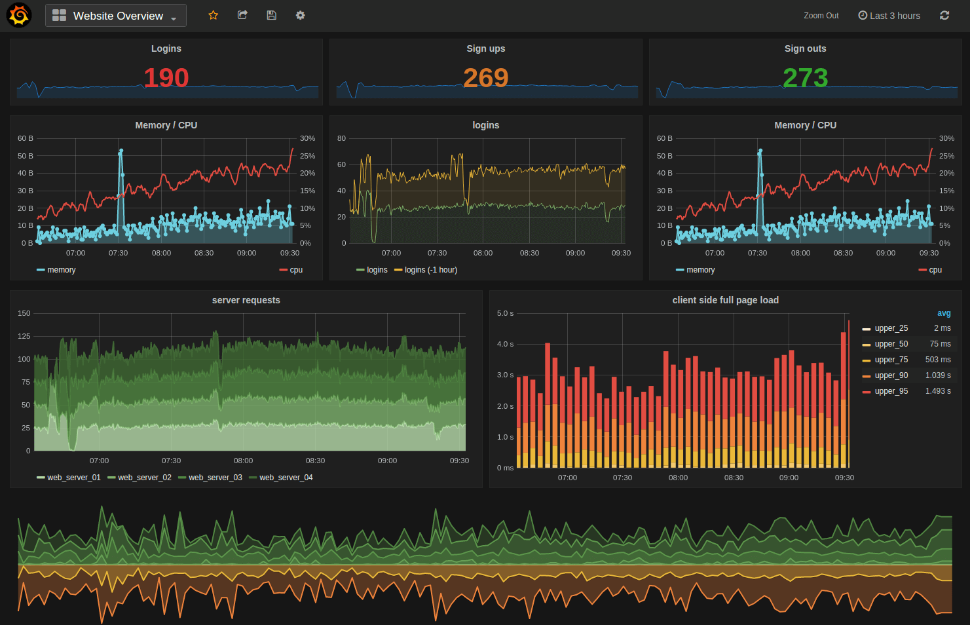 Website Overview
Zoom Out
Last 3 hours
Logins
190
Sign ups
269
Sign outs
273
Memory / CPU
60 B
50 B
40 B
30 B
20 B
10 B
0 B
30%
25%
20%
15%
10%
5%
0%
07:00 07:30 08:00 08:30 09:00 09:30
memory cpu
logins
80
60
40
20
0
07:00 07:30 08:00 08:30 09:00 09:30
logins logins (-1 hour)
Memory / CPU
60 B
50 B
40 B
30 B
20 B
10 B
0 B
30%
25%
20%
15%
10%
5%
0%
07:00 07:30 08:00 08:30 09:00 09:30
memory cpu
server requests
150
125
100
75
50
25
0
07:00 07:30 08:00 08:30 09:00 09:30
web_server_01 web_server_02 web_server_03 web_server_04
client side full page load
5.0 s
4.0 s
3.0 s
2.0 s
1.0 s
0 ms
07:00 07:30 08:00 08:30 09:00 09:30
avg
upper_25 2 ms
upper_50 75 ms
upper_75 503 ms
upper_90 1.039 s
upper_95 1.493 s